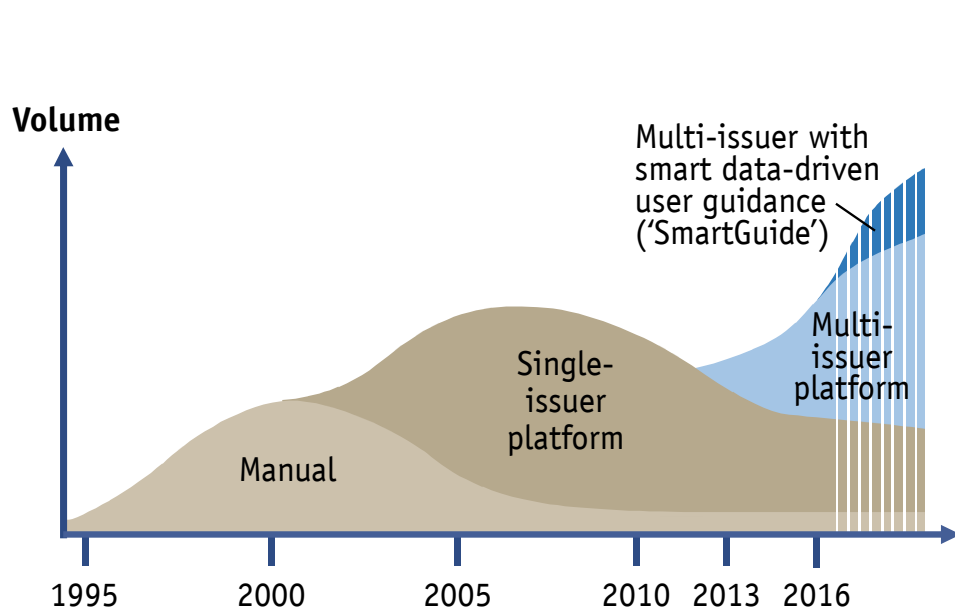 Volume
Multi-issuer with
smart data-driven
user guidance
(‘SmartGuide’)
Multi-
issuer
platform
Single-
issuer
platform
Manual
1995 2000 2005 2010 2013 2016